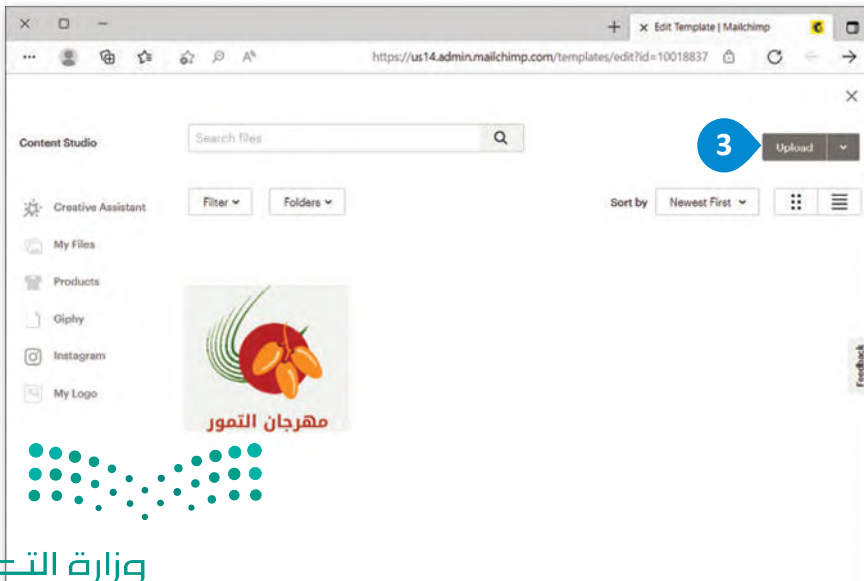 Edit Template | Mailchimp
https://us14.admin.mailchimp.com/templates/edit?id=10018837
Content Studio
Search files
3
Upload
Filter
Folders
Sort by
Newest First
Creative Assistant
My Files
Products
Giphy
Instagram
My Logo
مهرجان التمور
Feedback
وزارة التـ